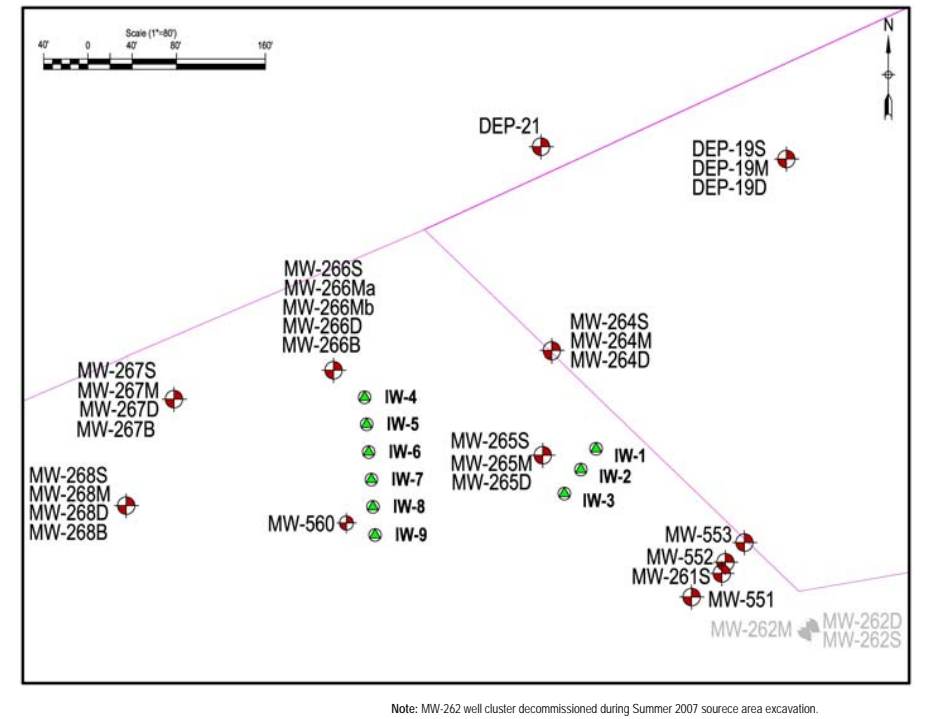 Scale (1"=80')
40' 0 40' 80' 160'
N
DEP-21
DEP-19S
DEP-19M
DEP-19D
MW-266S
MW-266Ma
MW-266Mb
MW-266D
MW-266B
MW-264S
MW-264M
MW-264D
MW-267S
MW-267M
MW-267D
MW-267B
IW-4
IW-5
IW-6
IW-7
IW-8
IW-9
MW-265S
MW-265M
MW-265D
IW-1
IW-2
IW-3
MW-268S
MW-268M
MW-268D
MW-268B
MW-560
MW-553
MW-552
MW-261S
MW-551
MW-262M
MW-262D
MW-262S
Note: MW-262 well cluster decommissioned during Summer 2007 sourece area excavation.